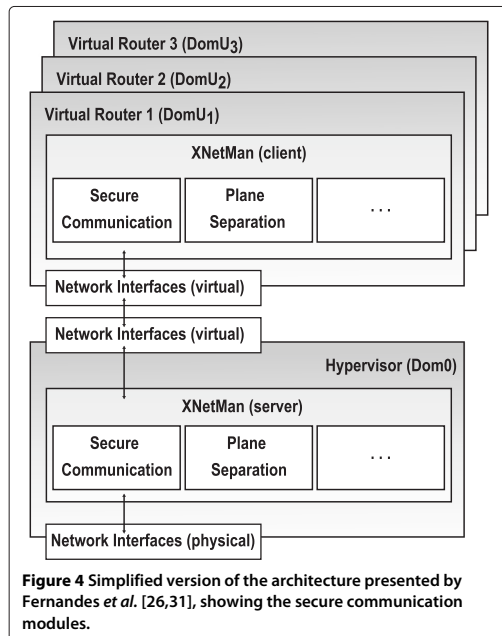 Virtual Router 3 (DomU3)
Virtual Router 2 (DomU2)
Virtual Router 1 (DomU1)
XNetMan (client)
Secure
Communication
Plane
Separation
. . .
Network Interfaces (virtual)
Network Interfaces (virtual)
Hypervisor (Dom0)
XNetMan (server)
Secure
Communication
Plane
Separation
. . .
Network Interfaces (physical)
Figure 4 Simplified version of the architecture presented by
Fernandes et al. [26,31], showing the secure communication
modules.